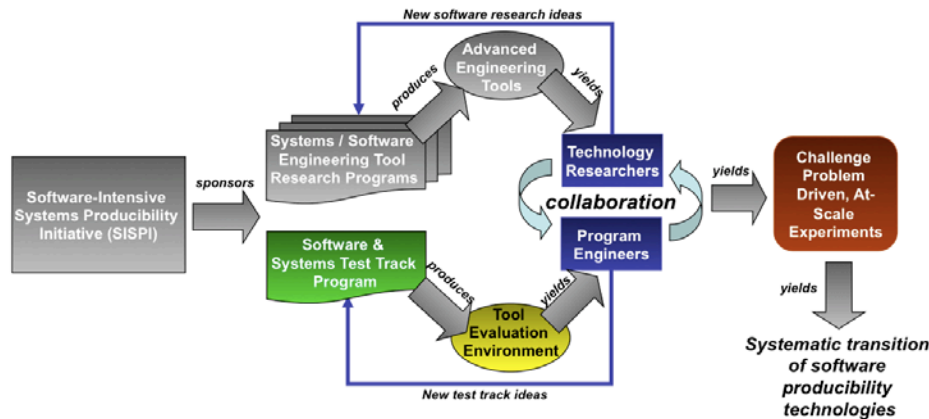 New software research ideas
Advanced
Engineering
Tools
produces
yields
Systems / Software
Engineering Tool
Research Programs
Technology
Researchers
Software-Intensive
Systems Producibility
Initiative (SISPI)
sponsors
collaboration
yields
Challenge
Problem
Driven, At-
Scale
Experiments
Software &
Systems Test Track
Program
Program
Engineers
produces
yields
Tool
Evaluation
Environment
yields
New test track ideas
Systematic transition
of software
producibility
technologies